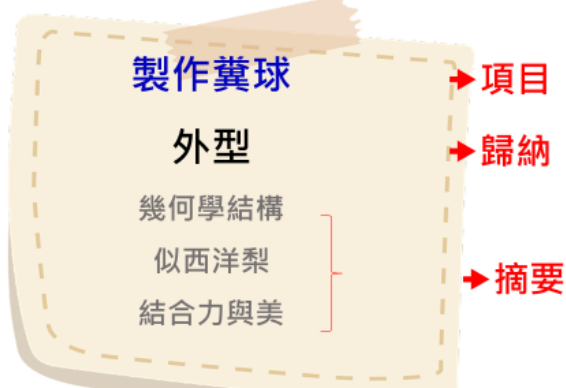 製作糞球
項目
外型
歸納
幾何學結構
似西洋梨
摘要
結合力與美